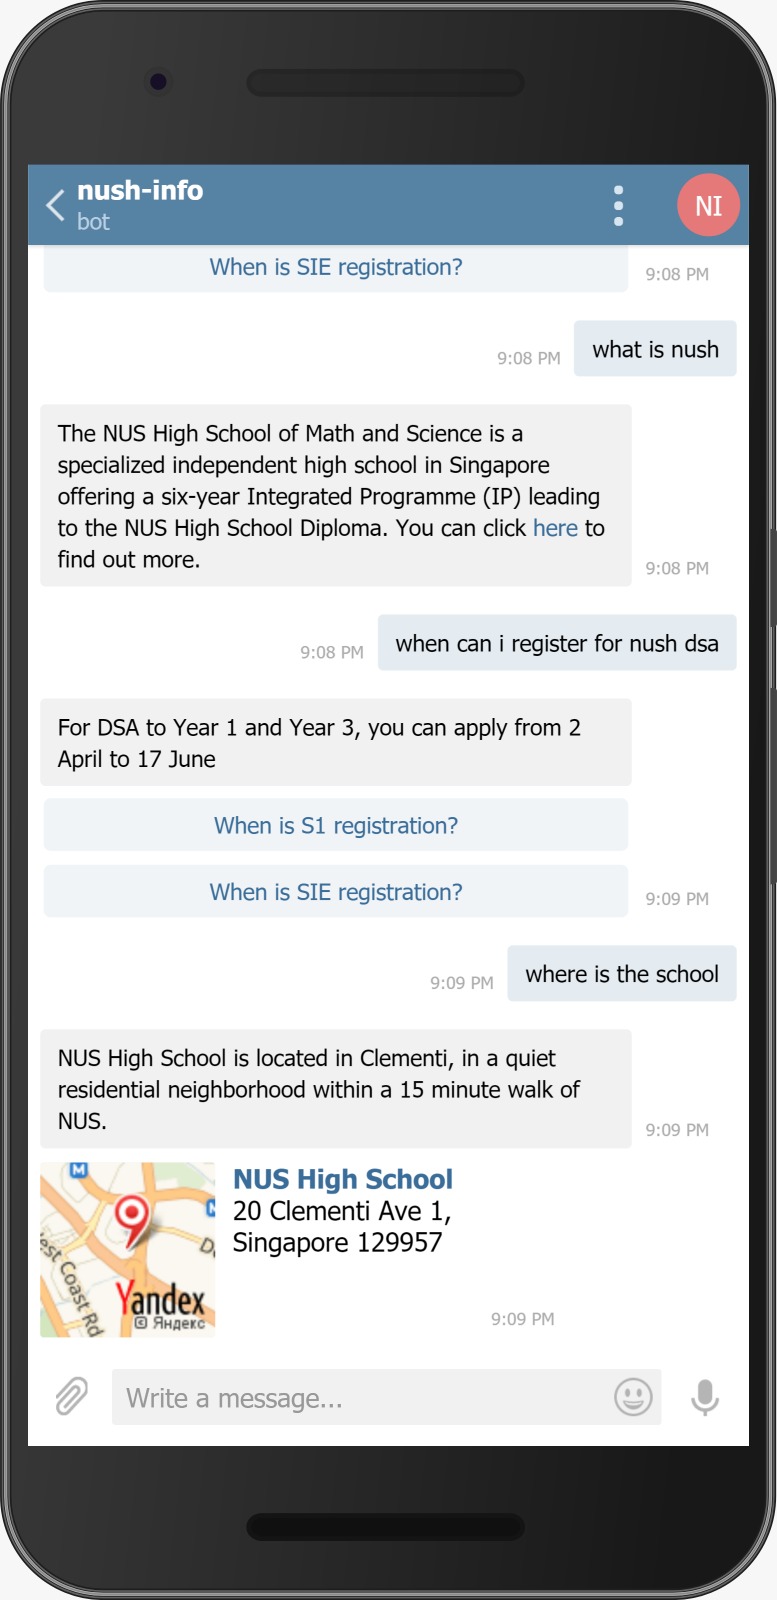 nush-info
bot
NI
When is SIE registration?
9:08 PM
what is nush
9:08 PM
The NUS High School of Math and Science is a
specialized independent high school in Singapore
offering a six-year Integrated Programme (IP) leading
to the NUS High School Diploma. You can click here to
find out more.
9:08 PM
when can i register for nush dsa
9:08 PM
For DSA to Year 1 and Year 3, you can apply from 2
April to 17 June
When is S1 registration?
When is SIE registration?
9:09 PM
where is the school
9:09 PM
NUS High School is located in Clementi, in a quiet
residential neighborhood within a 15 minute walk of
NUS.
9:09 PM
M
est Coast Rd
Yandex
© Яндекс
NUS High School
20 Clementi Ave 1,
Singapore 129957
9:09 PM
Write a message...